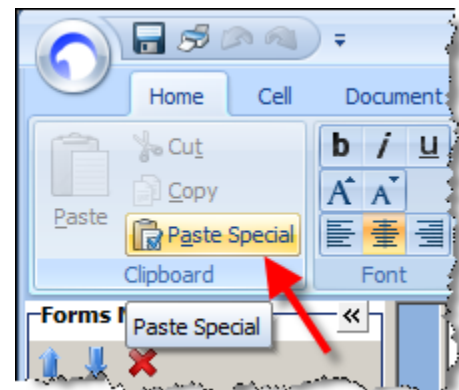 Home Cell Document
Cut
b i u
Copy
A A
Paste
Paste Special
Clipboard Font
Forms
Paste Special